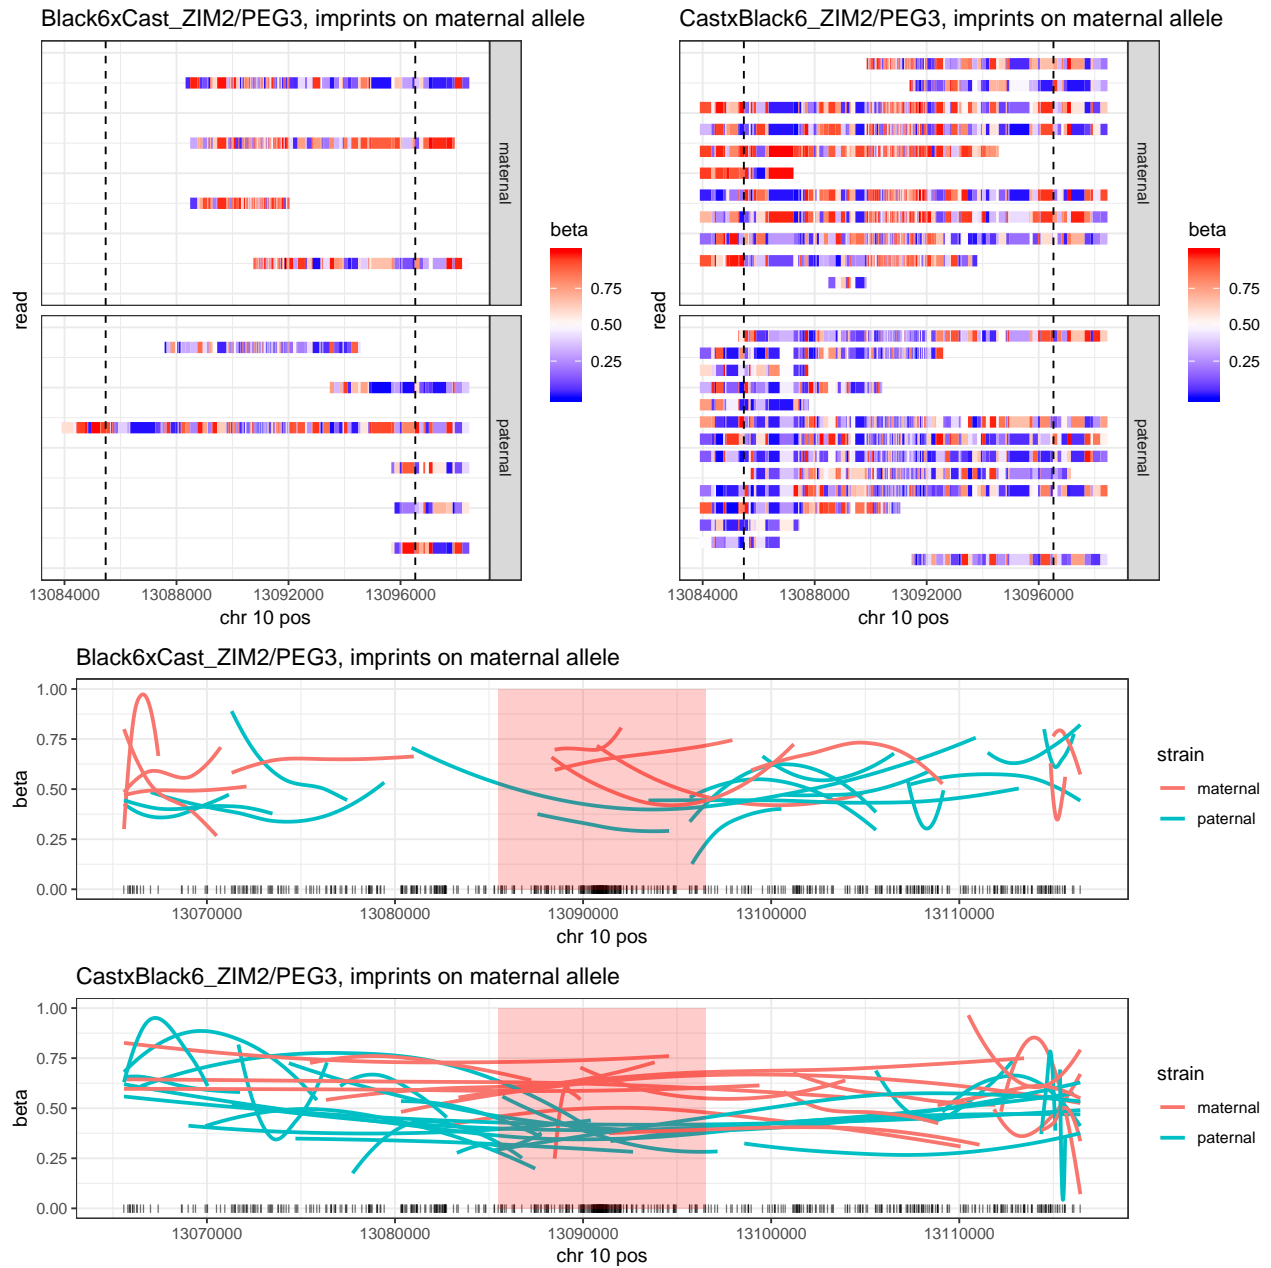 Black6xCast_ZIM2/PEG3, imprints on maternal allele
read
maternal
paternal
13084000 13088000 13092000 13096000
chr 10 pos
beta
0.75
0.50
0.25
CastxBlack6_ZIM2/PEG3, imprints on maternal allele
read
maternal
paternal
13084000 13088000 13092000 13096000
chr 10 pos
beta
0.75
0.50
0.25
Black6xCast_ZIM2/PEG3, imprints on maternal allele
beta
1.00
0.75
0.50
0.25
0.00
13070000 13080000 13090000 13100000 13110000
chr 10 pos
strain
maternal
paternal
CastxBlack6_ZIM2/PEG3, imprints on maternal allele
beta
1.00
0.75
0.50
0.25
0.00
13070000 13080000 13090000 13100000 13110000
chr 10 pos
strain
maternal
paternal